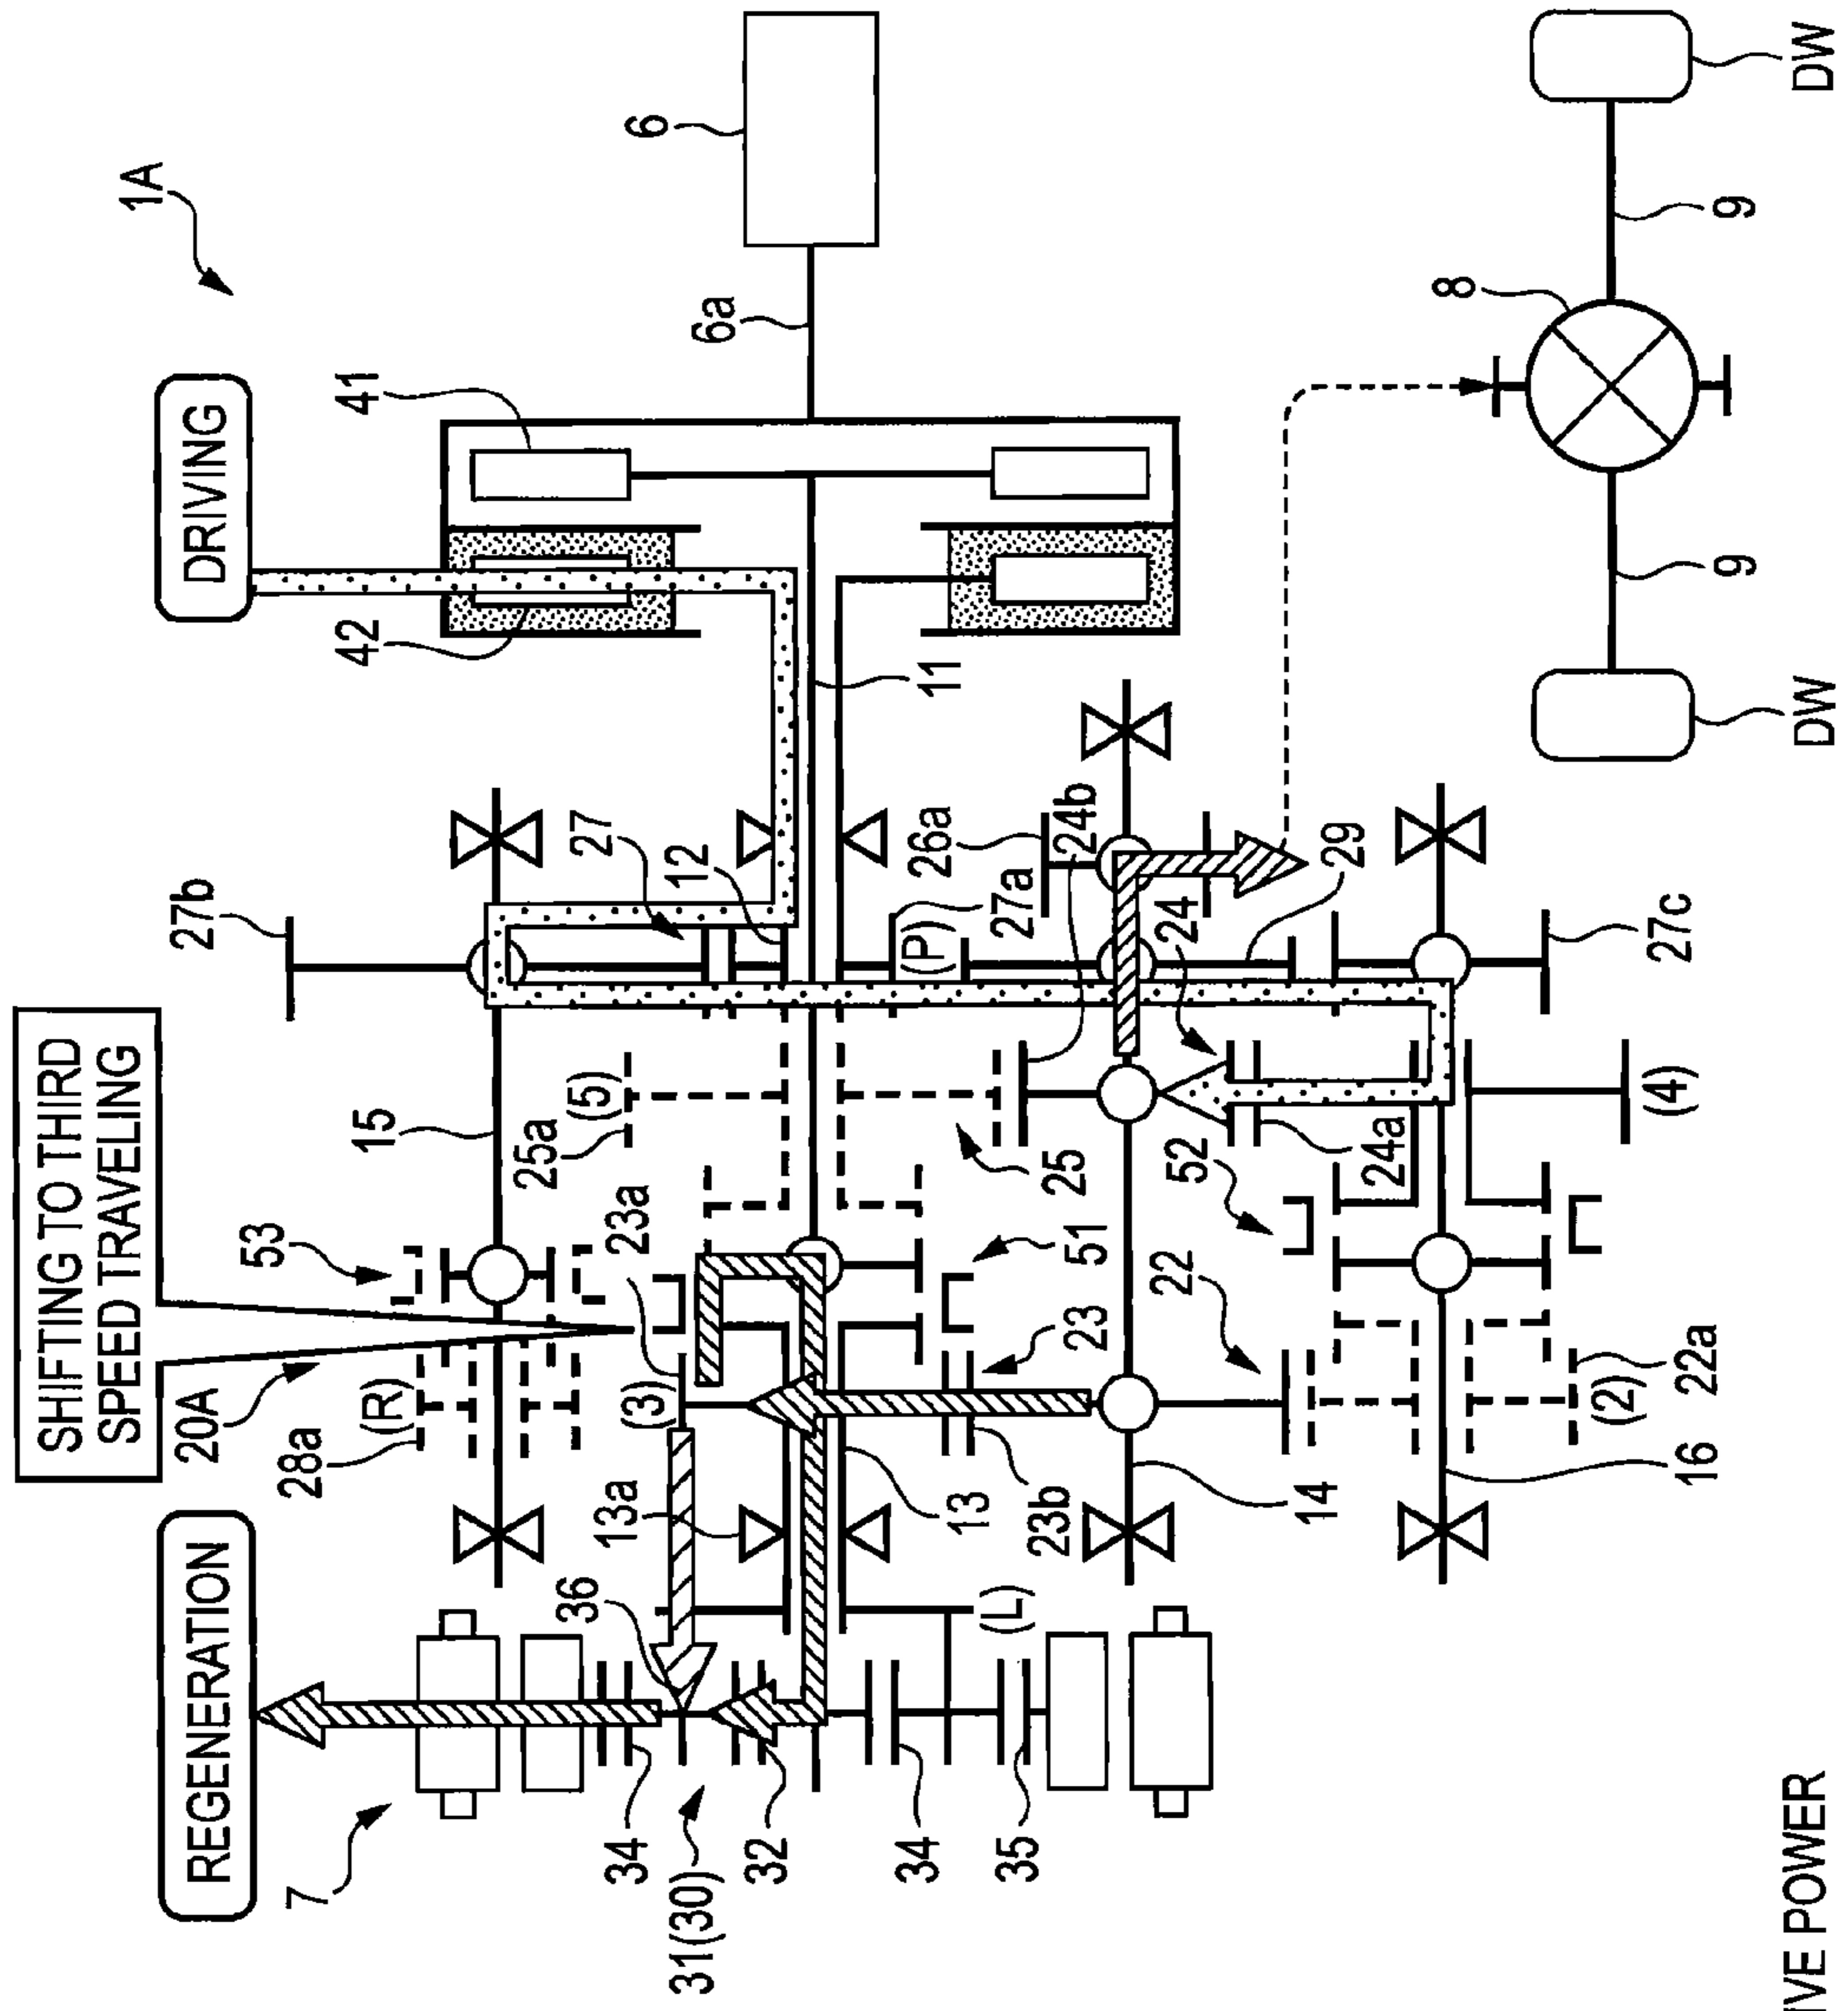 1A
DRIVING
41
42
6
6a
11
8
9
9
DW
DW
27b
27
12
26a
27a
(P)
24b
24
29
27c
SHIFTING TO THIRD
SPEED TRAVELING
15
(5)
25a
25
52
24a
(4)
53
23a
51
23
22
22a
(2)
16
20A
(R)
28a
(3)
13a
13
23b
14
REGENERATION
7
36
(L)
34
31(30)
32
34
35
IVE POWER